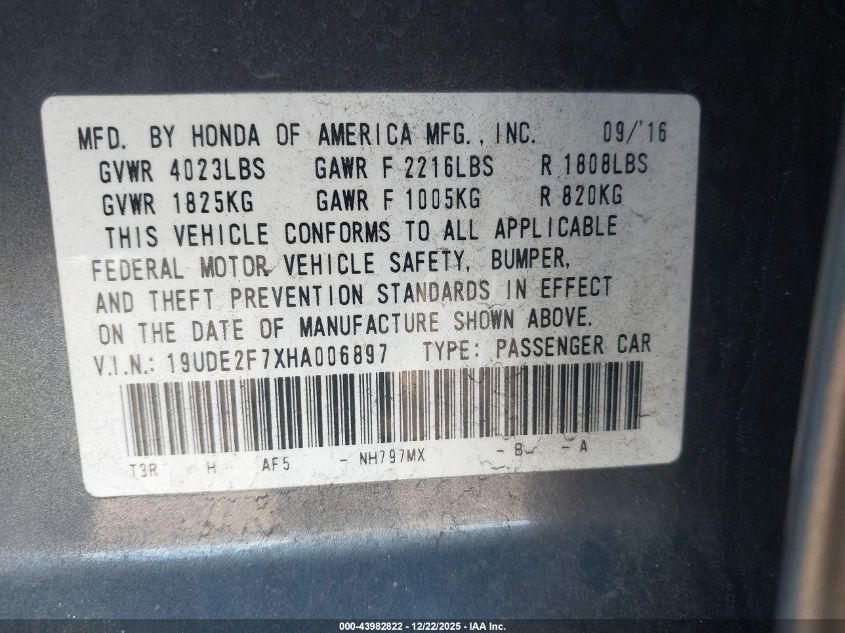 MFD. BY HONDA OF AMERICA MFG., INC. 09/'16
GVWR 4023LBS GAWR F 2216LBS R 1808LBS
GVWR 1825KG GAWR F 1005KG R 820KG
THIS VEHICLE CONFORMS TO ALL APPLICABLE
FEDERAL MOTOR VEHICLE SAFETY, BUMPER,
AND THEFT PREVENTION STANDARDS IN EFFECT
ON THE DATE OF MANUFACTURE SHOWN ABOVE.
V.I.N.: 19UDE2F7XHA006897 TYPE: PASSENGER CAR
T3R H AF5 - NH797MX - B - A
000-43982822 - 12/22/2025 - IAA Inc.